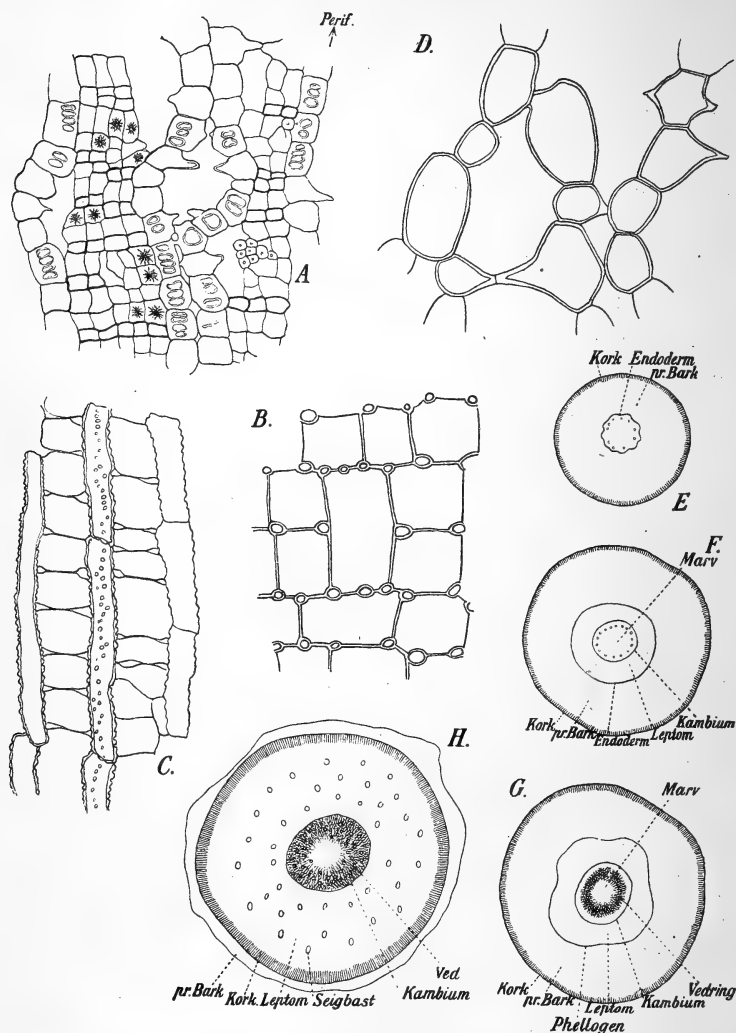 Perif.
D.
A
Kork Endoderm
pr. Bark
E
B.
F.
Marv
Kork
pr. Bark
Endoderm
Leptom
Kambium
C.
H.
G.
Marv
pr. Bark
Kork
Leptom
Seigbast
Ved
Kambium
Kork
pr. Bark
Leptom
Kambium
Vedring
Phellogen